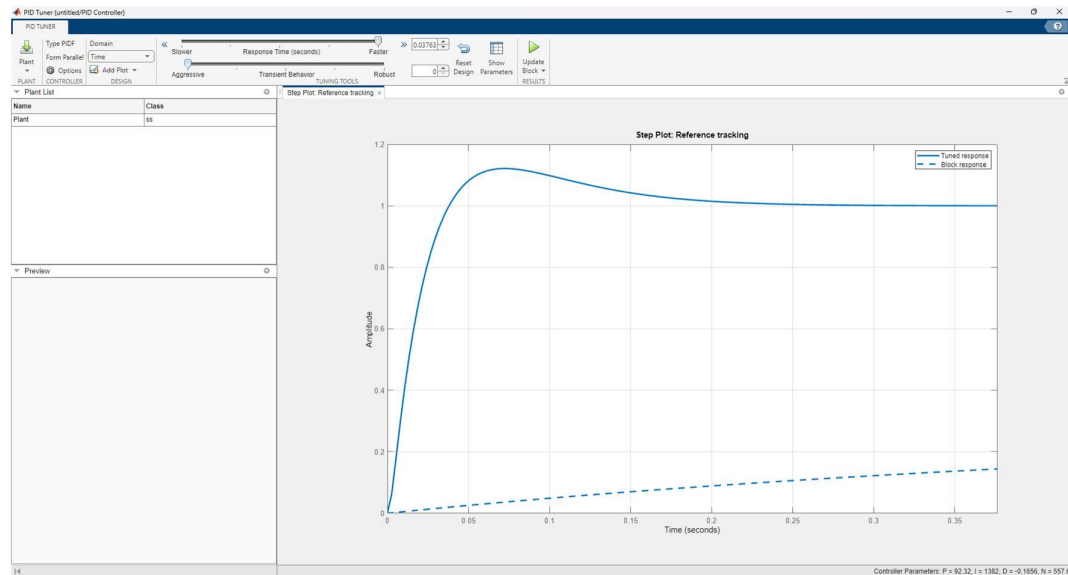 PID Tuner (untitled/PID Controller)
PID TUNER
Plant
Type PIDF
Form Parallel
Options
Domain
Time
Add Plot
Slower
Response Time (seconds)
Faster
0.03763
Aggressive
Transient Behavior
Robust
0
Reset
Design
Show
Parameters
Update
Block
PLANT
CONTROLLER
DESIGN
TUNING TOOLS
RESULTS
Plant List
Name
Class
Plant
ss
Preview
Step Plot: Reference tracking
Step Plot: Reference tracking
Tuned response
Block response
1.2
1
0.8
0.6
0.4
0.2
0
Amplitude
0
0.05
0.1
0.15
0.2
0.25
0.3
0.35
Time (seconds)
Controller Parameters: P = 92.32, I = 1382, D = -0.1656, N = 557.